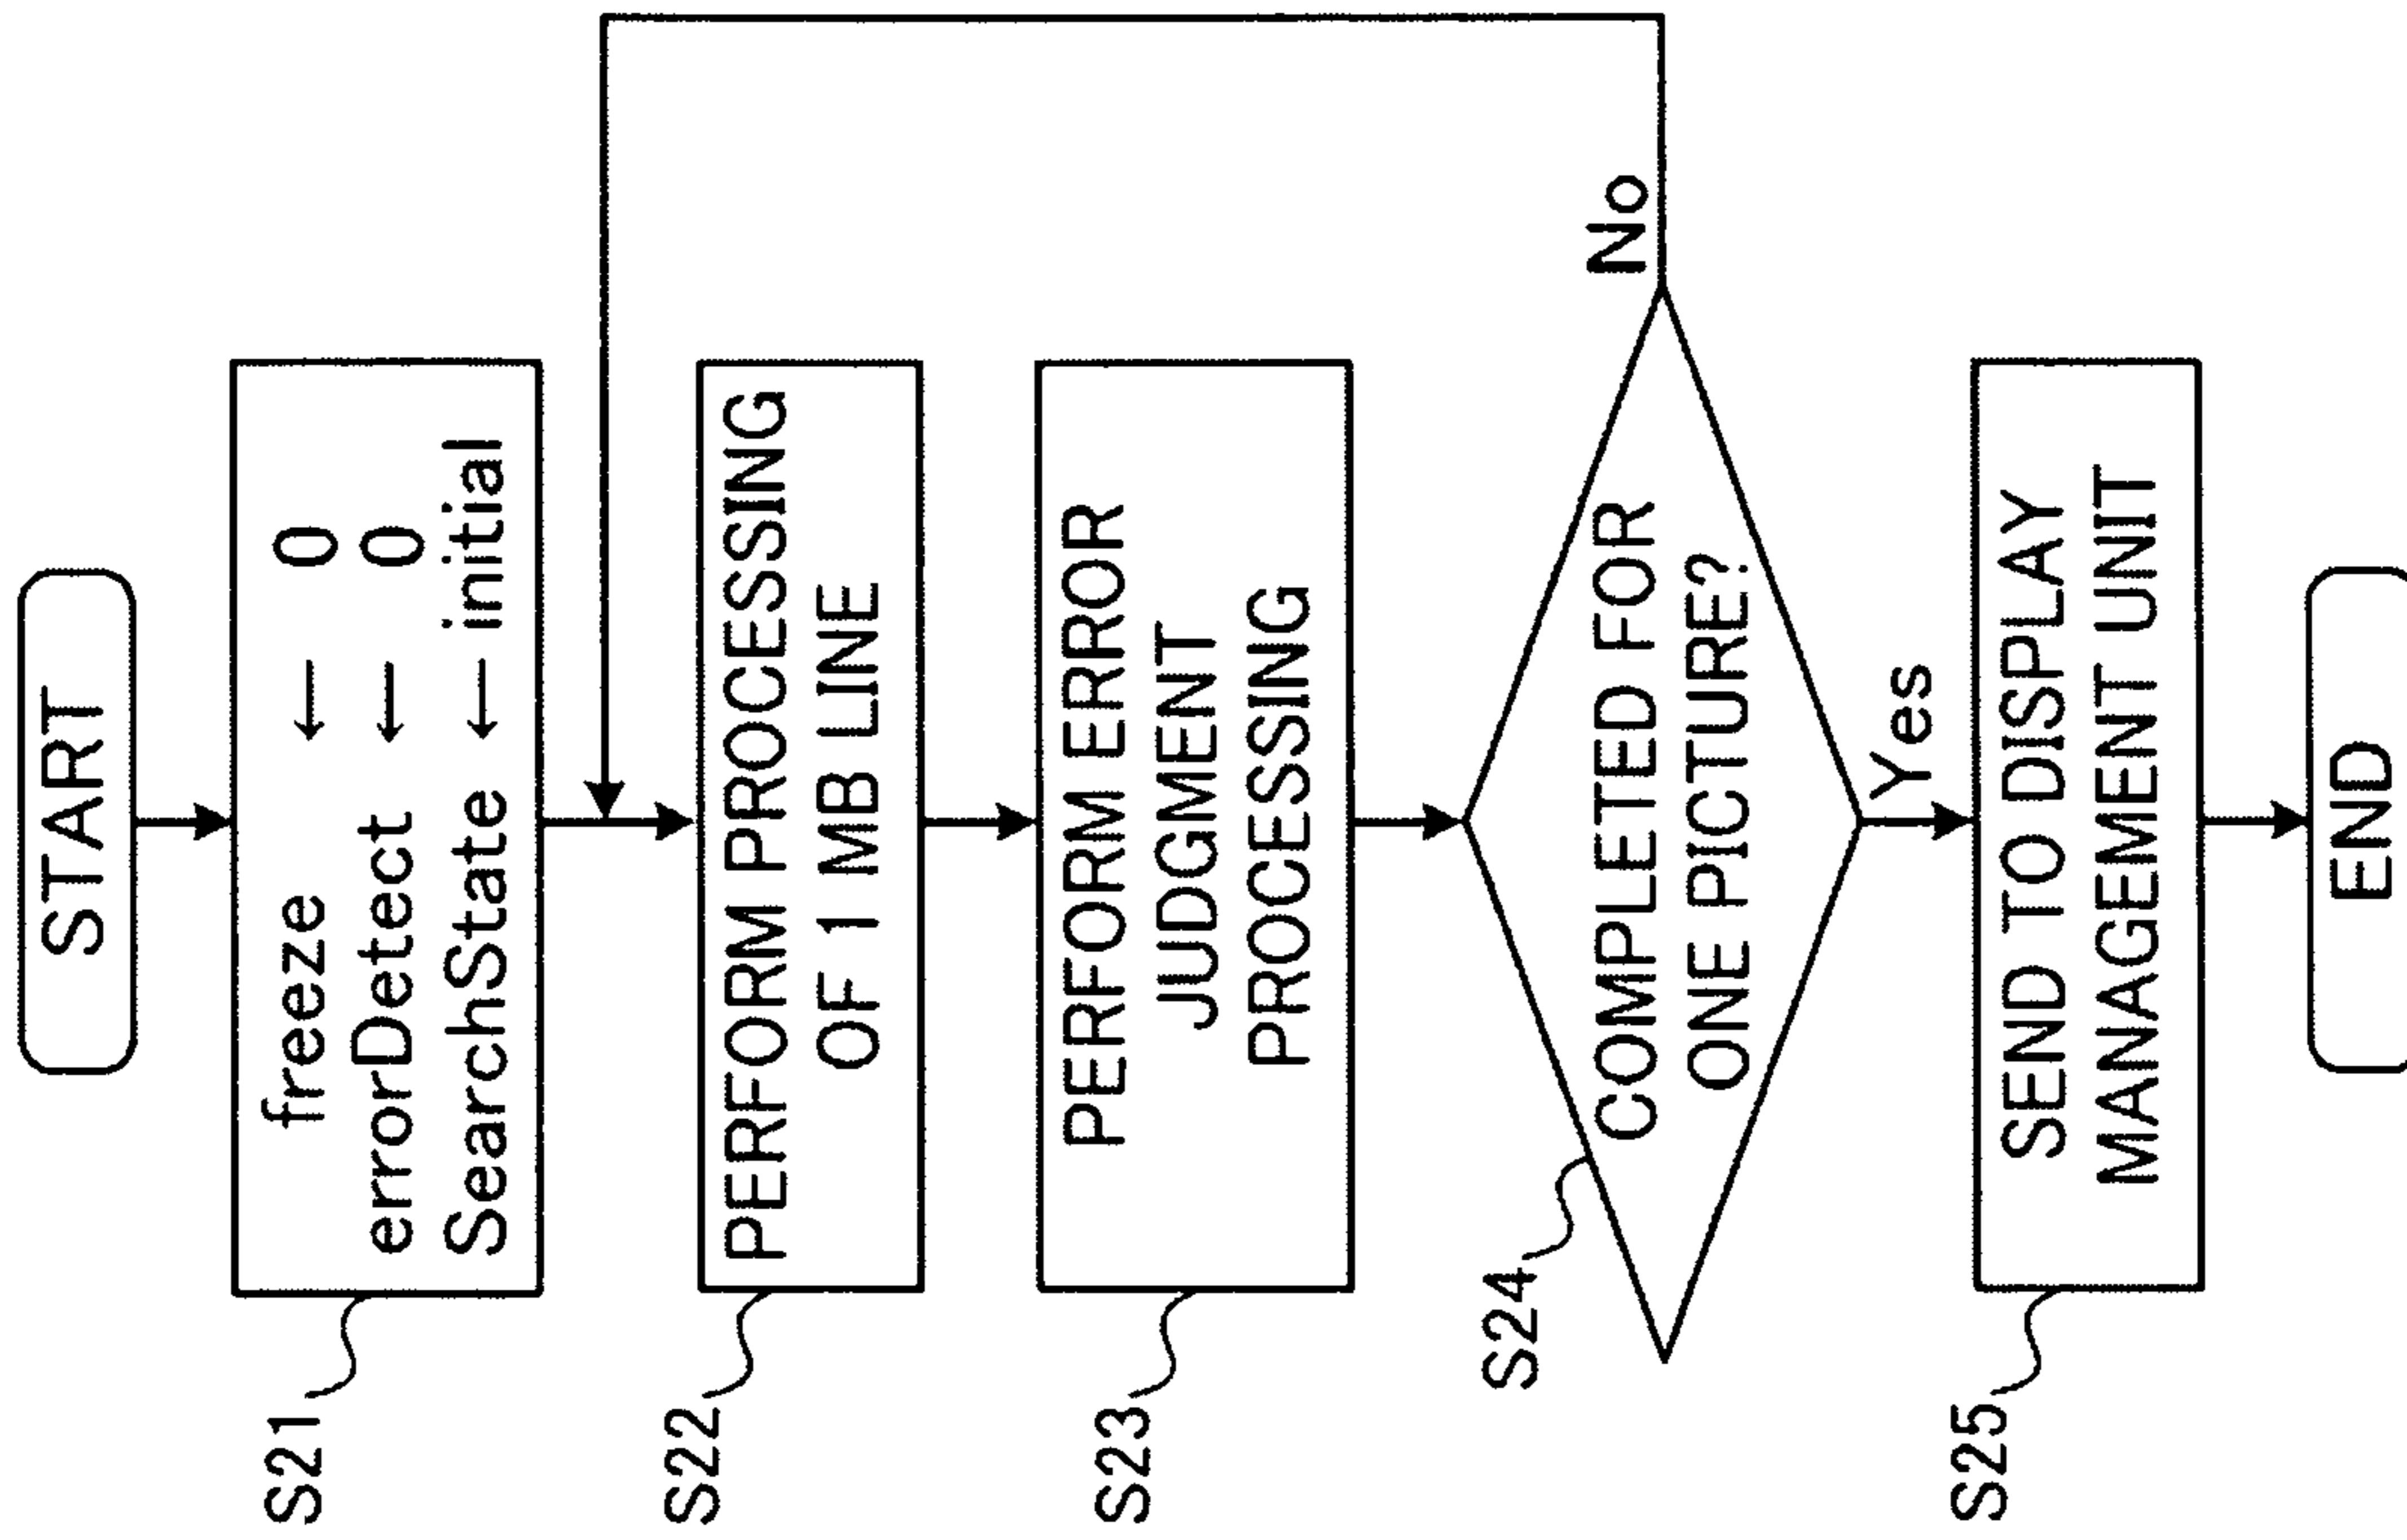 START
S21
freeze ← 0
errorDetect ← 0
SearchState ← initial
S22
PERFORM PROCESSING
OF 1 MB LINE
S23
PERFORM ERROR
JUDGMENT
PROCESSING
S24
COMPLETED FOR
ONE PICTURE?
No
Yes
S25
SEND TO DISPLAY
MANAGEMENT UNIT
END